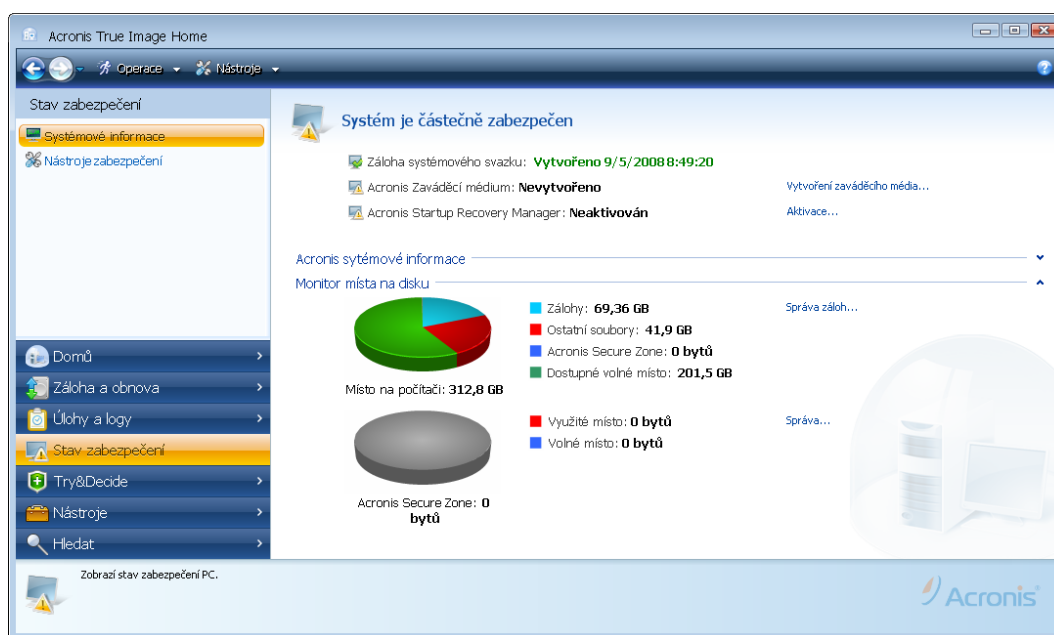 Acronis True Image Home
Operace
Nástroje
Stav zabezpečení
Systémové informace
Nástroje zabezpečení
Domů
Záloha a obnova
Úlohy a logy
Stav zabezpečení
Try&Decide
Nástroje
Hledat
Systém je částečně zabezpečen
Záloha systémového svazku: Vytvořeno 9/5/2008 8:49:20
Acronis Zaváděcí médium: Nevytvořeno Vytvoření zaváděcího média...
Acronis Startup Recovery Manager: Neaktivován Aktivace...
Acronis sytémové informace
Monitor místa na disku
Zálohy: 69,36 GB Správa záloh...
Ostatní soubory: 41,9 GB
Acronis Secure Zone: 0 bytů
Dostupné volné místo: 201,5 GB
Místo na počítači: 312,8 GB
Využité místo: 0 bytů Správa...
Volné místo: 0 bytů
Acronis Secure Zone: 0
bytů
Zobrazí stav zabezpečení PC.
Acronis